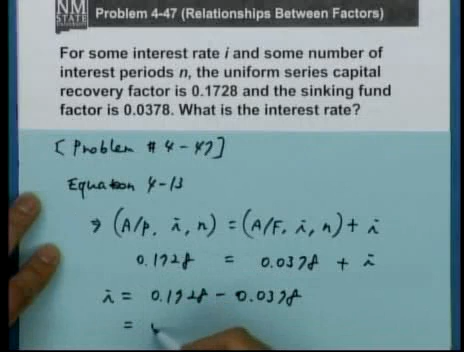 NM
STATE
Problem 4-47 (Relationships Between Factors)
For some interest rate i and some number of
interest periods n, the uniform series capital
recovery factor is 0.1728 and the sinking fund
factor is 0.0378. What is the interest rate?
[Problem # 4-47]
Equation 4-13
⇒ (A/P, i, n) = (A/F, i, n) + i
0.1728 = 0.0378 + i
i = 0.1728 - 0.0378
=